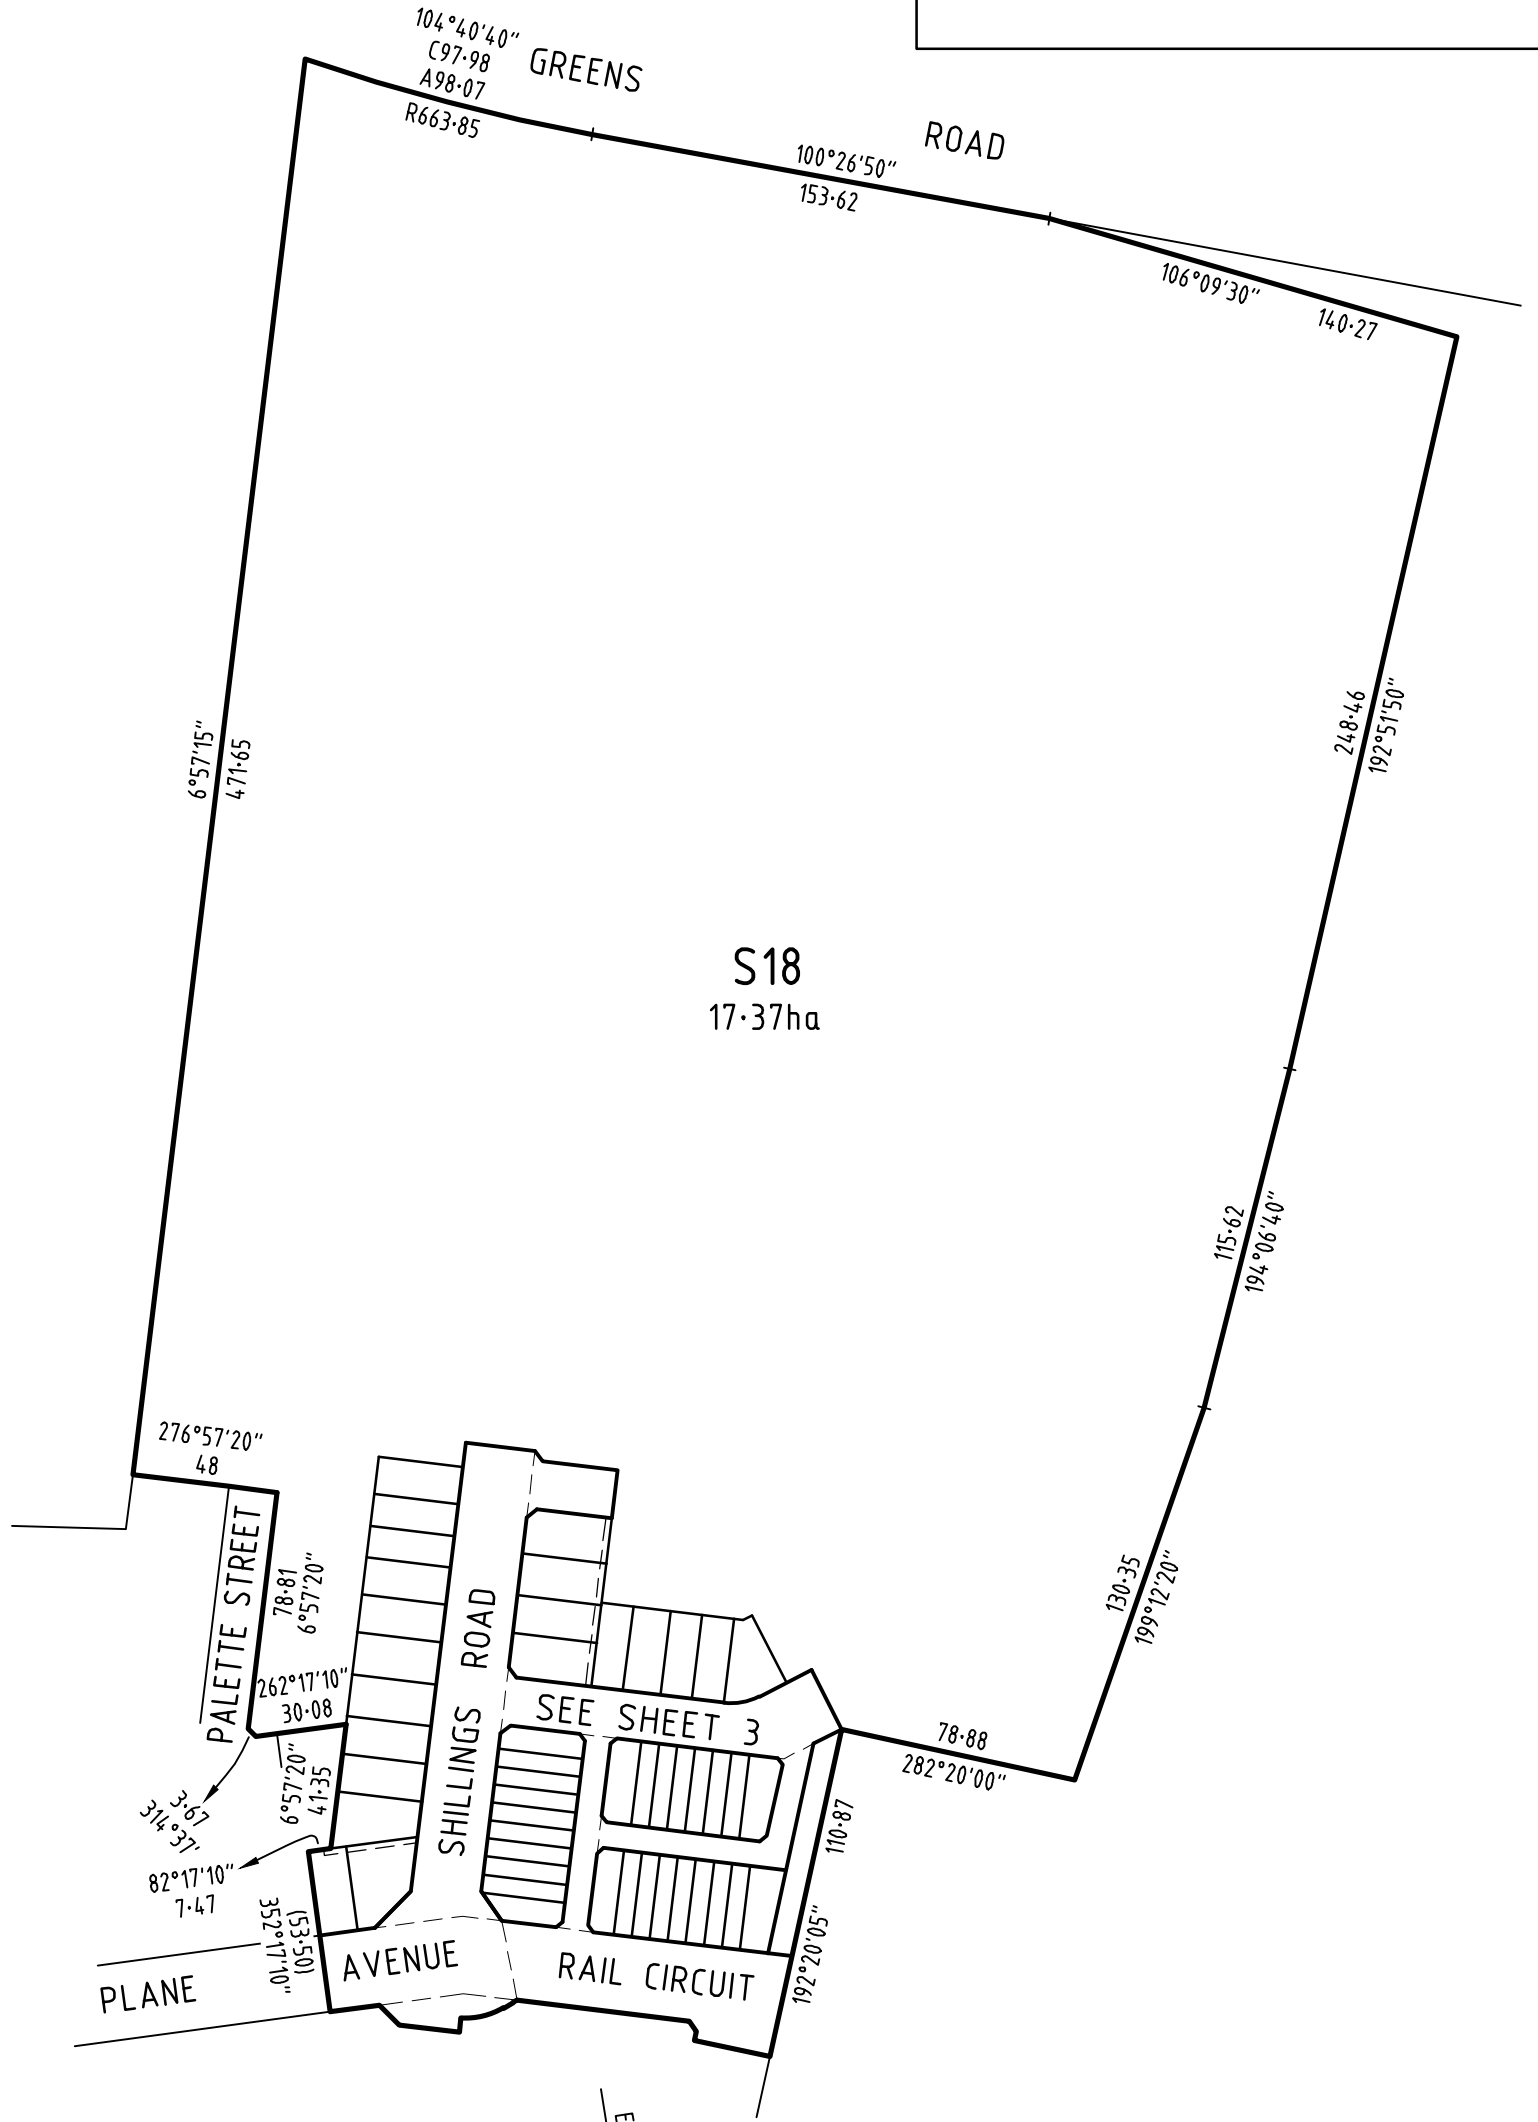 104°40'40"
C97·98
A98·07
R663·85
GREENS
ROAD
100°26'50"
153·62
106°09'30"
140·27
248·46
192°51'50"
6°57'15"
471·65
S18
17·37ha
115·62
194°06'40"
130·35
199°12'20"
276°57'20"
48
PALETTE STREET
78·81
6°57'20"
262°17'10"
30·08
6°57'20"
41·35
3·67
314°37'
82°17'10"
7·47
(53·50)
352°17'10"
SHILLINGS ROAD
SEE SHEET 3
78·88
282°20'00"
110·87
192°20'05"
PLANE
AVENUE
RAIL CIRCUIT
E